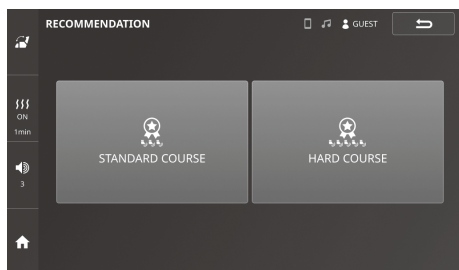 RECOMMENDATION
GUEST
ON
1min
3
STANDARD COURSE
HARD COURSE